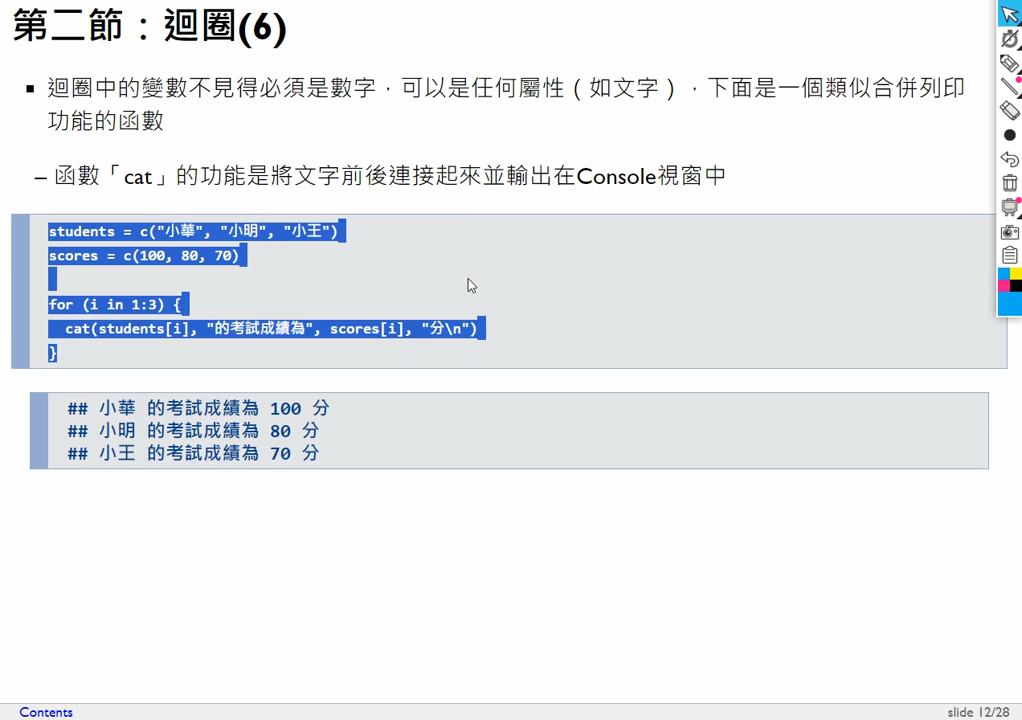 第二節：迴圈(6)
迴圈中的變數不見得必須是數字，可以是任何屬性（如文字），下面是一個類似合併列印
功能的函數
– 函數「cat」的功能是將文字前後連接起來並輸出在Console視窗中
students = c("小華", "小明", "小王")
scores = c(100, 80, 70)
for (i in 1:3) {
  cat(students[i], "的考試成績為", scores[i], "分\n")
}
## 小華 的考試成績為 100 分
## 小明 的考試成績為 80 分
## 小王 的考試成績為 70 分
Contents
slide 12/28